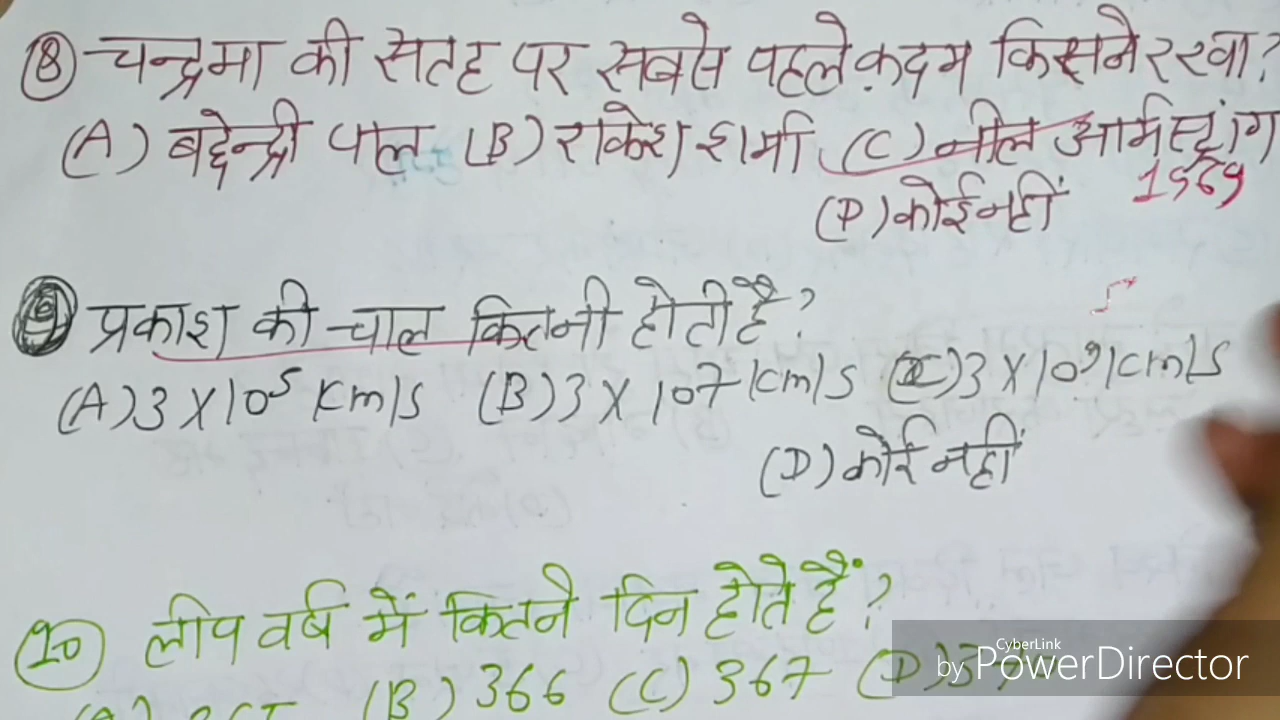 (8) चन्द्रमा की सतह पर सबसे पहले कदम किसने रखा?
(A) बछेन्द्री पाल (B) राकेश शर्मा (C) नील आर्मस्ट्रांग
1969
(D) कोई नहीं
9 प्रकाश की चाल कितनी होती है?
(A) 3 X 10⁵ Km/s (B) 3 X 10⁷ Km/s (C) 3 X 10⁹ Km/s
(D) कोई नहीं
(10) लीप वर्ष में कितने दिन होते हैं?
(B) 366 (C) 367 (D)
CyberLink
by PowerDirector